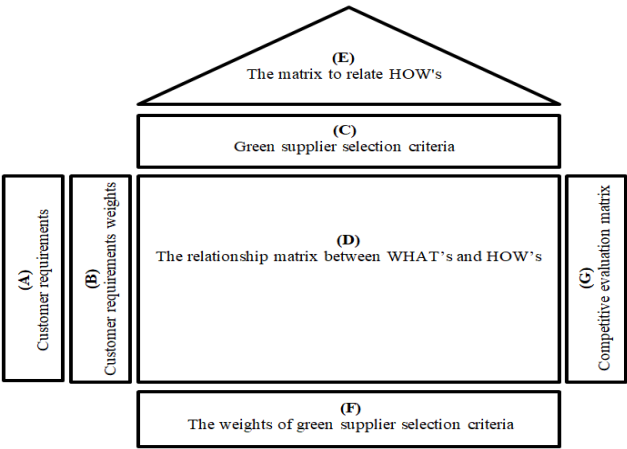 (E)
The matrix to relate HOW's
(C)
Green supplier selection criteria
(A)
Customer requirements
(B)
Customer requirements weights
(D)
The relationship matrix between WHAT’s and HOW’s
(G)
Competitive evaluation matrix
(F)
The weights of green supplier selection criteria